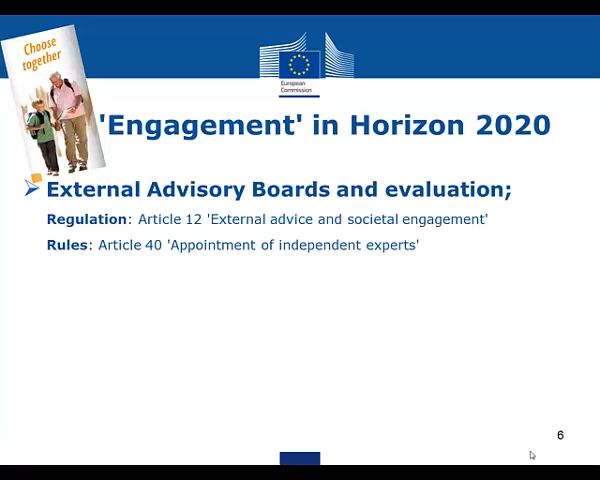 Choose
together
European
Commission
'Engagement' in Horizon 2020
External Advisory Boards and evaluation;
Regulation: Article 12 'External advice and societal engagement'
Rules: Article 40 'Appointment of independent experts'
6